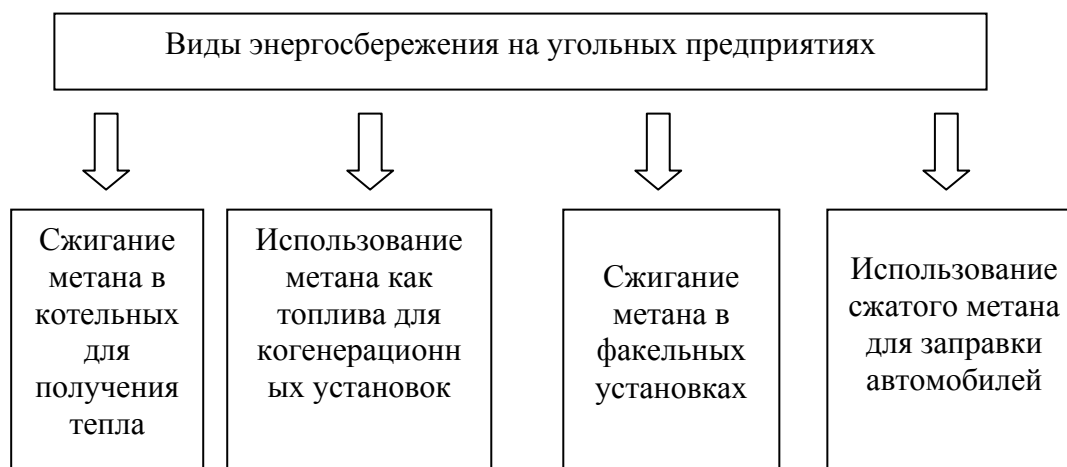 Виды энергосбережения на угольных предприятиях
Сжигание
метана в
котельных
для
получения
тепла
Использование
метана как
топлива для
когенерационн
ых установок
Сжигание
метана в
факельных
установках
Использование
сжатого метана
для заправки
автомобилей